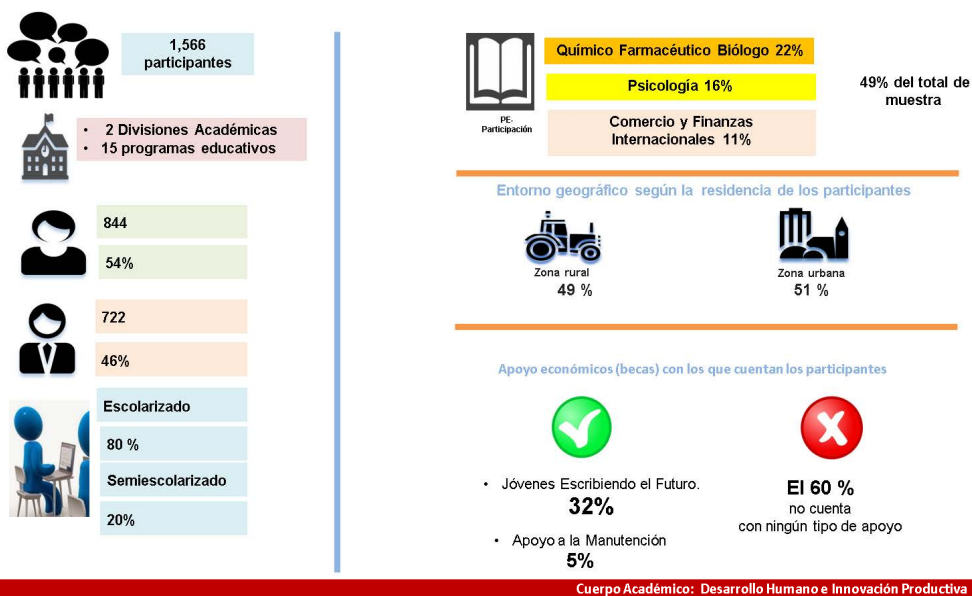 1,566
participantes
• 2 Divisiones Académicas
• 15 programas educativos
844
54%
722
46%
Escolarizado
80 %
Semiescolarizado
20%
PE-
Participación
Químico Farmacéutico Biólogo 22%
Psicología 16%
Comercio y Finanzas
Internacionales 11%
49% del total de
muestra
Entorno geográfico según la residencia de los participantes
Zona rural
49 %
Zona urbana
51 %
Apoyo económicos (becas) con los que cuentan los participantes
• Jóvenes Escribiendo el Futuro.
32%
• Apoyo a la Manutención
5%
El 60 %
no cuenta
con ningún tipo de apoyo
Cuerpo Académico: Desarrollo Humano e Innovación Productiva